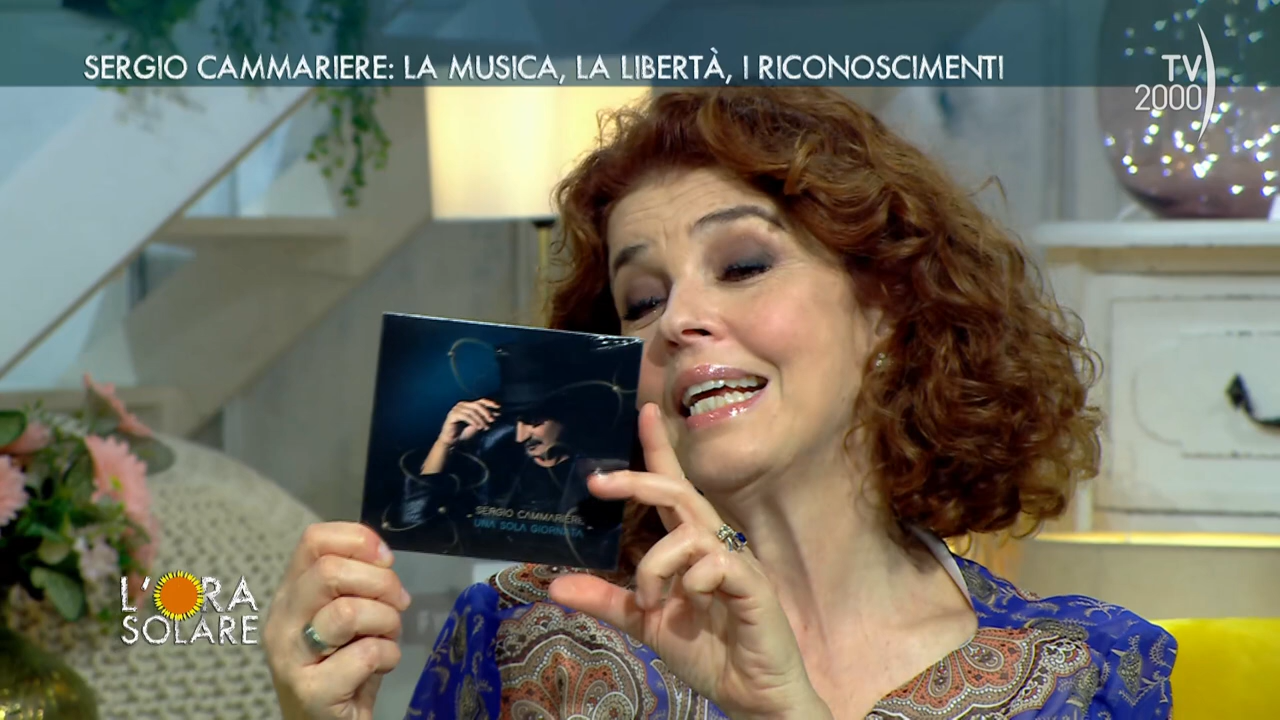 SERGIO CAMMARIERE: LA MUSICA, LA LIBERTÀ, I RICONOSCIMENTI
TV
2000
SERGIO CAMMARIERE
UNA SOLA GIORNATA
L'ORA
SOLARE